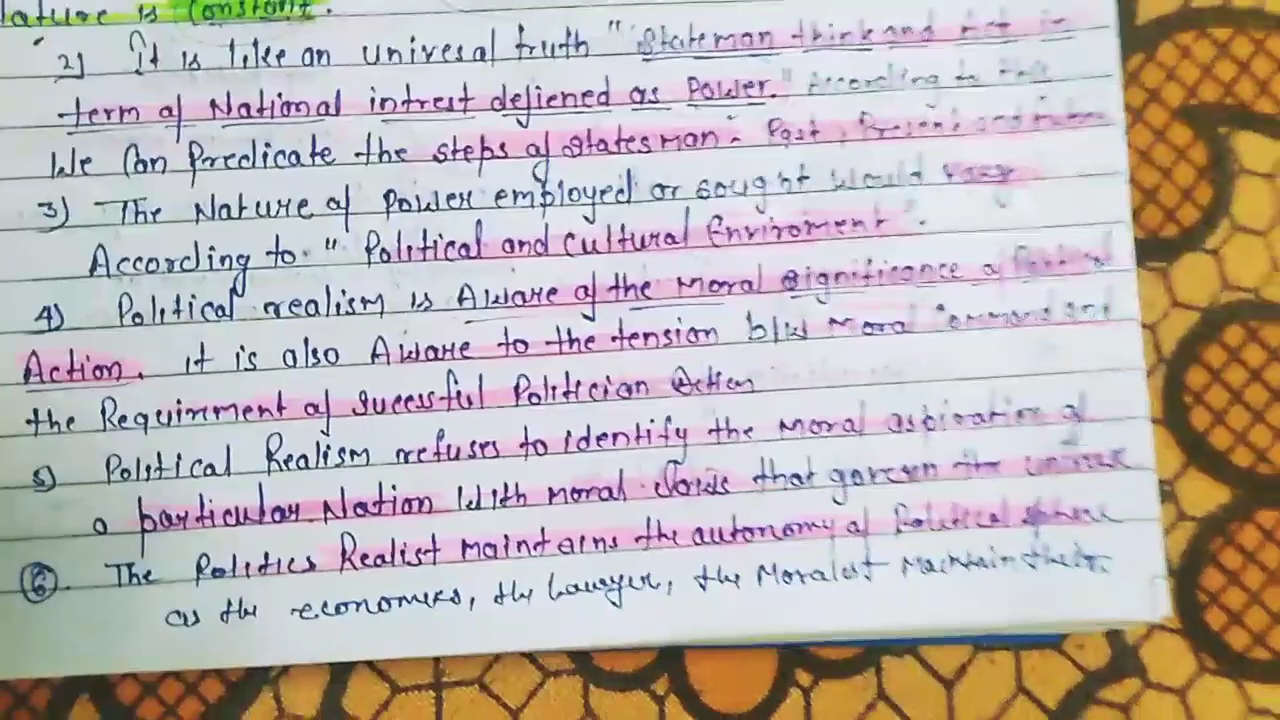 Nature is Constant.
2) It is like an univesal truth "Stateman think and Act in
term of National intrest defiened as Power." According to this
We Can Predicate the steps of statesman - Past, Present and future
3) The Nature of Power employed or sought would vary
According to. "Political and cultural Enviroment".
4) Political realism is Aware of the moral significance of Political
Action. it is also Aware to the tension b/w moral Command and
the Requirment of sucessful Politician Action
5) Political Realism refuses to identify the moral aspiration of
a particular Nation with moral that govern the
6. The Politics Realist maintains the autonomy of Political sphere
as the economics, the Lawyer, the Moralist maintain their.